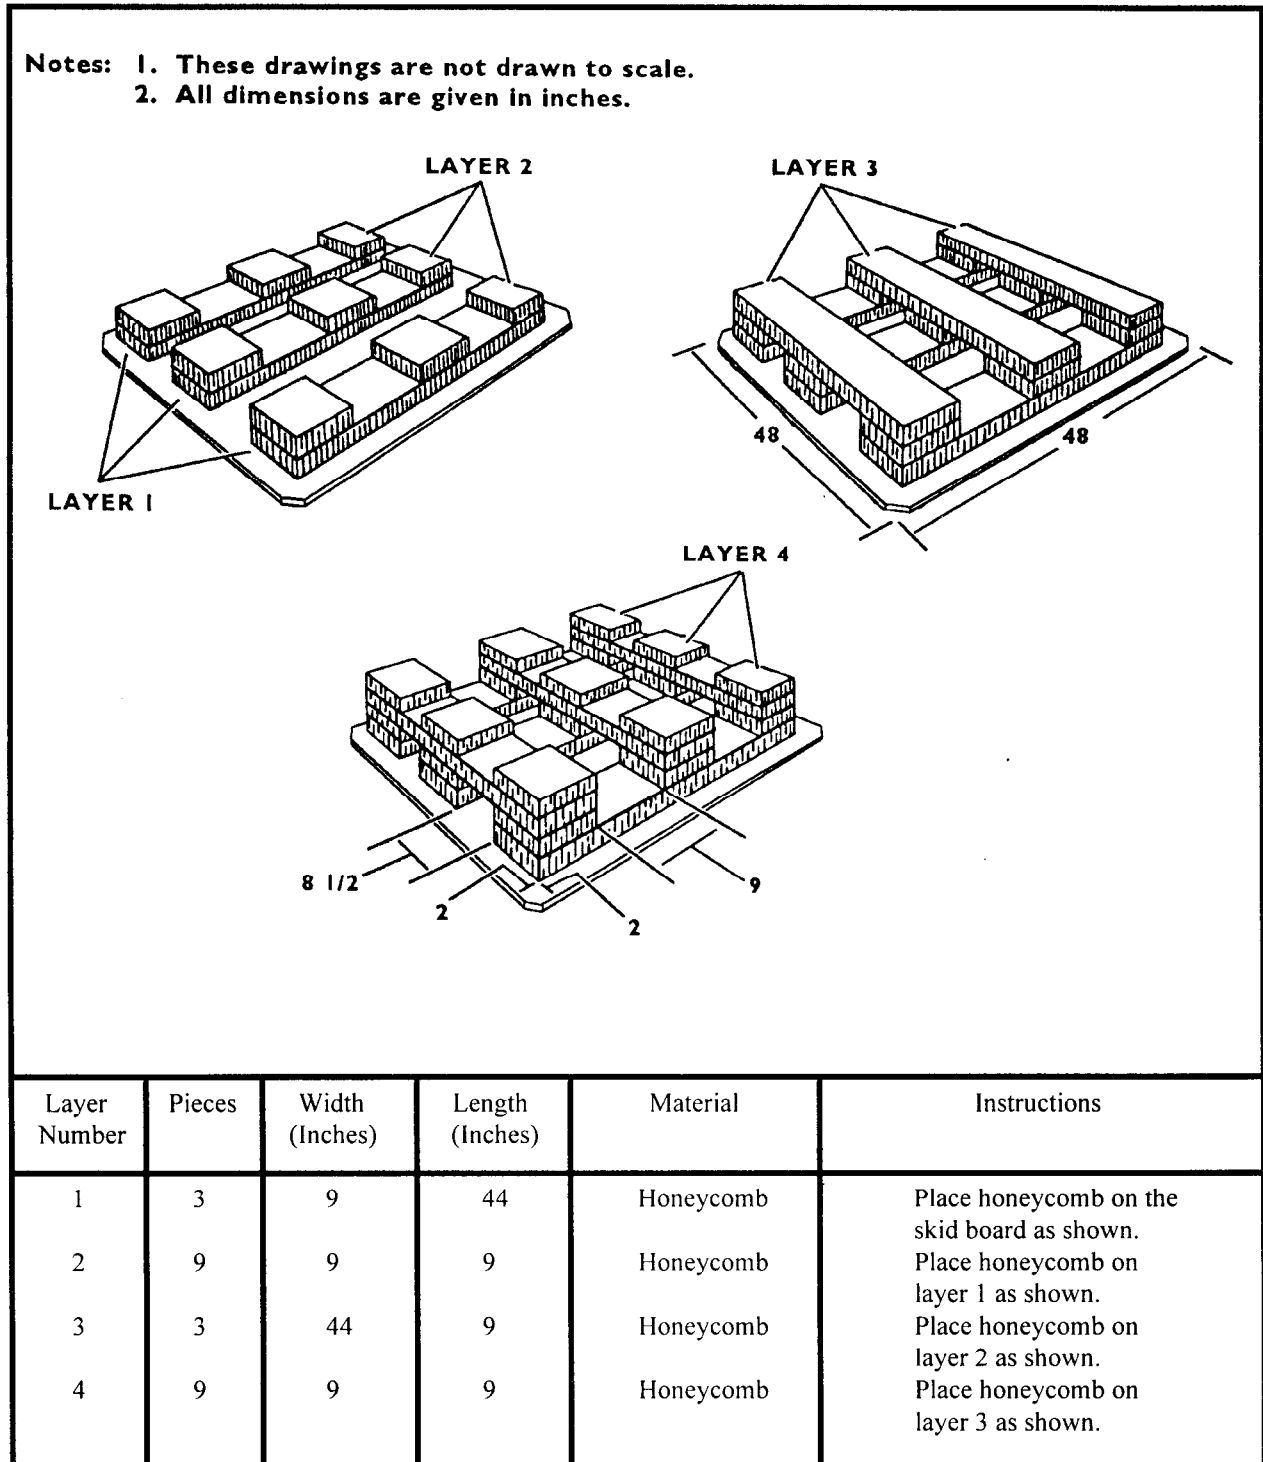 Notes: 1. These drawings are not drawn to scale.
2. All dimensions are given in inches.
LAYER 2
LAYER 3
LAYER 1
48
48
LAYER 4
8 1/2
2
2
9
Layer Number Pieces Width (Inches) Length (Inches) Material Instructions
1 3 9 44 Honeycomb Place honeycomb on the
skid board as shown.
2 9 9 9 Honeycomb Place honeycomb on
layer 1 as shown.
3 3 44 9 Honeycomb Place honeycomb on
layer 2 as shown.
4 9 9 9 Honeycomb Place honeycomb on
layer 3 as shown.